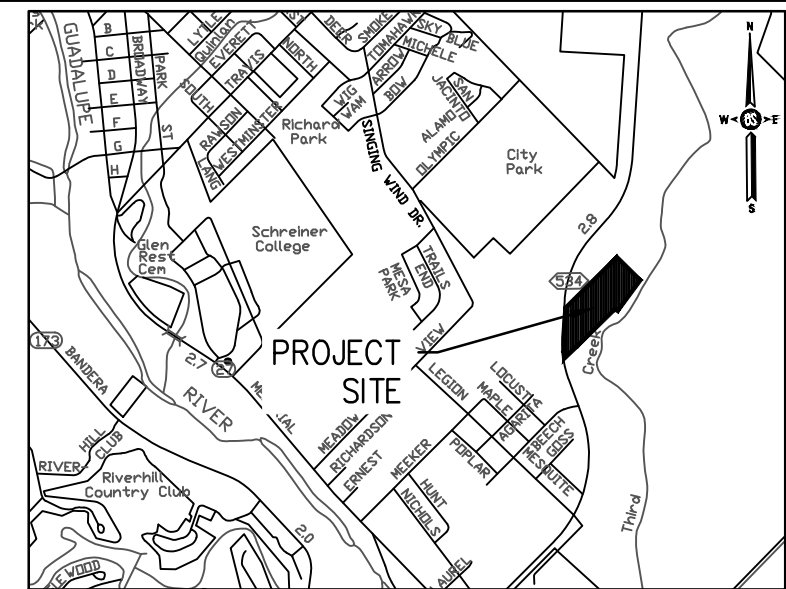 GUADALUPE
B
C
D
E
F
G
H
BROADWAY
PARK
ST
LYTLE
Quinlan
EVERETT
TRAVIS
NORTH
SOUTH
RAWSON
WESTMINSTER
LANG
Richard
Park
WIG
WAM
DEER
SMOKE
TOMAHAWK
SKY
BLUE
MICHELE
ARROW
BOW
SAN
JACINTO
ALAMO
OLYMPIC
SINGING WIND DR.
City
Park
N
W
E
S
2.8
534
Schreiner
College
Glen
Rest
Cem
TRAILS
END
MESA
PARK
VIEW
PROJECT
SITE
Creek
Third
173
BANDERA
2.7
27
RIVER
HILL
CLUB
RIVER
Riverhill
Country Club
2.0
MEADOW
RICHARDSON
ERNEST
MEEKER
HUNT
NICHOLS
LAUREL
LEGION
MAPLE
LOCUST
AGARITA
POPLAR
BEECH
GOSS
MESQUITE